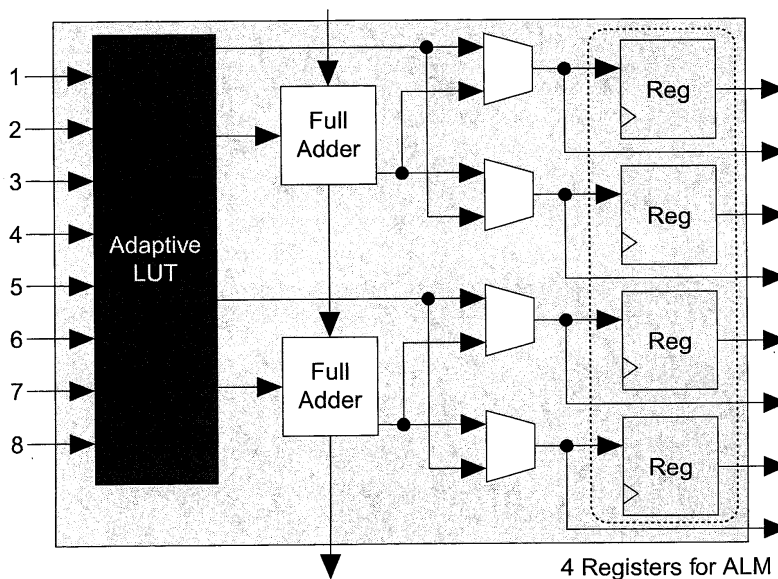 1
2
3
4
5
6
7
8
Adaptive
LUT
Full
Adder
Full
Adder
Reg
Reg
Reg
Reg
4 Registers for ALM